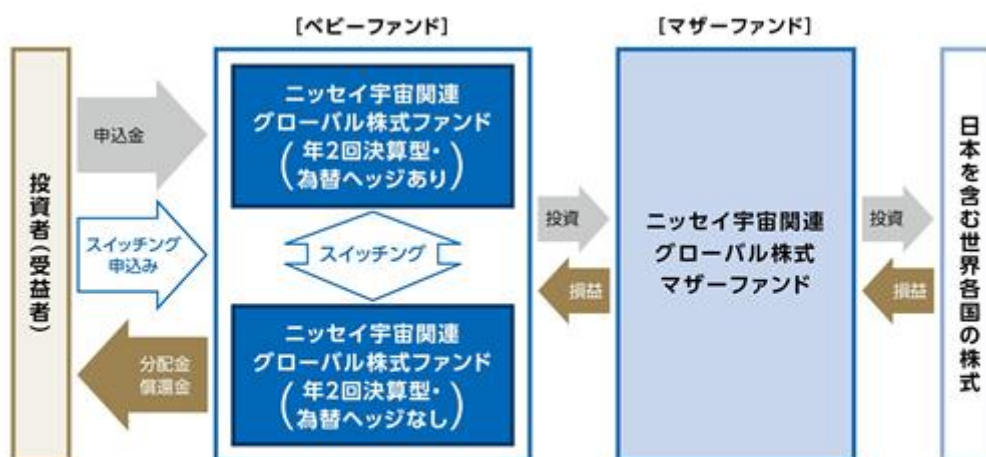 [ベビーファンド]
[マザーファンド]
投資者(受益者)
申込金
スイッチング
申込み
分配金
償還金
ニッセイ宇宙関連
グローバル株式ファンド
(年2回決算型・
為替ヘッジあり)
スイッチング
ニッセイ宇宙関連
グローバル株式ファンド
(年2回決算型・
為替ヘッジなし)
投資
損益
ニッセイ宇宙関連
グローバル株式
マザーファンド
投資
損益
日本を含む世界各国の株式